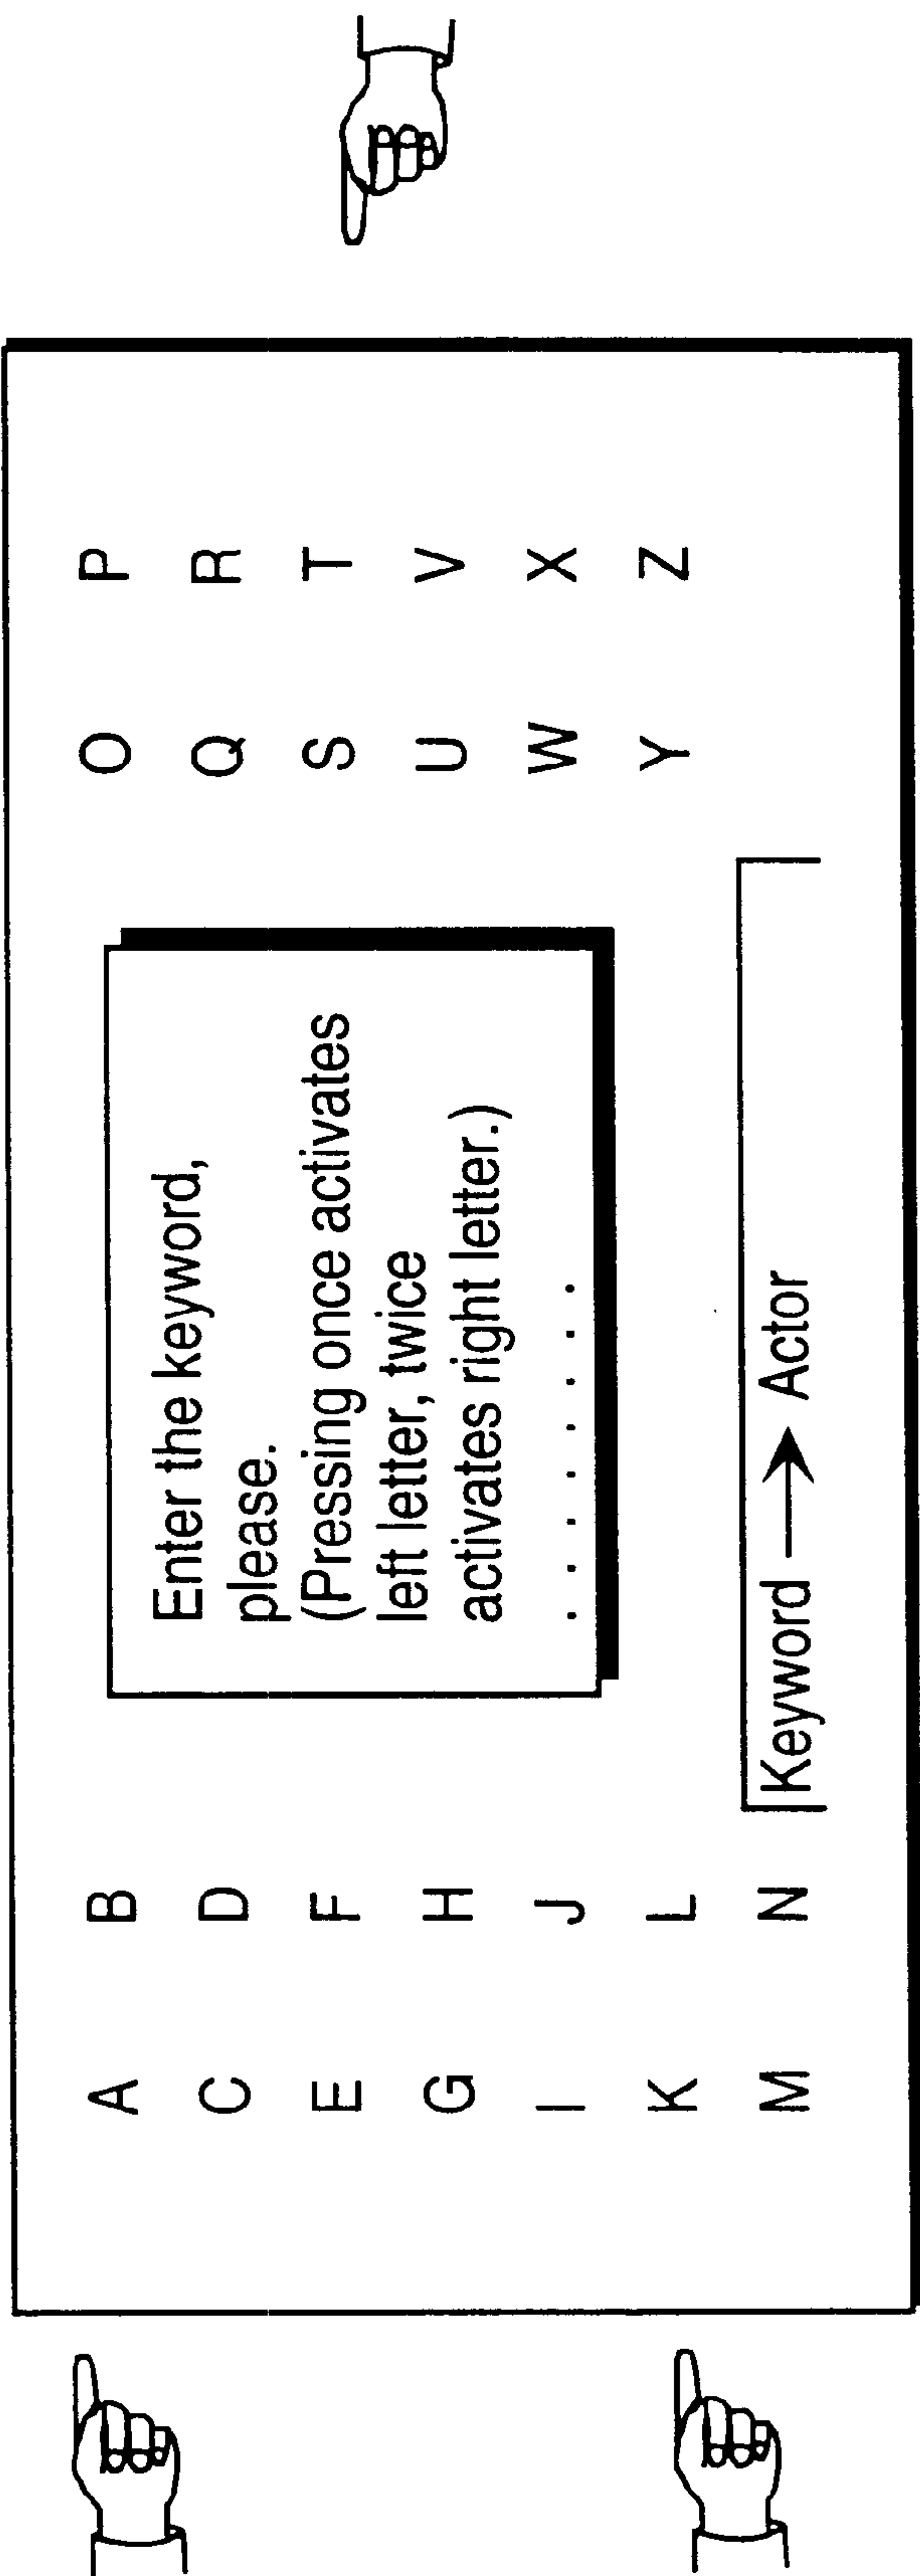 A B
C D
E F
G H
I J
K L
M N
Enter the keyword,
please.
(Pressing once activates
left letter, twice
activates right letter.)
. . . . . . . .
Keyword → Actor
O P
Q R
S T
U V
W X
Y Z